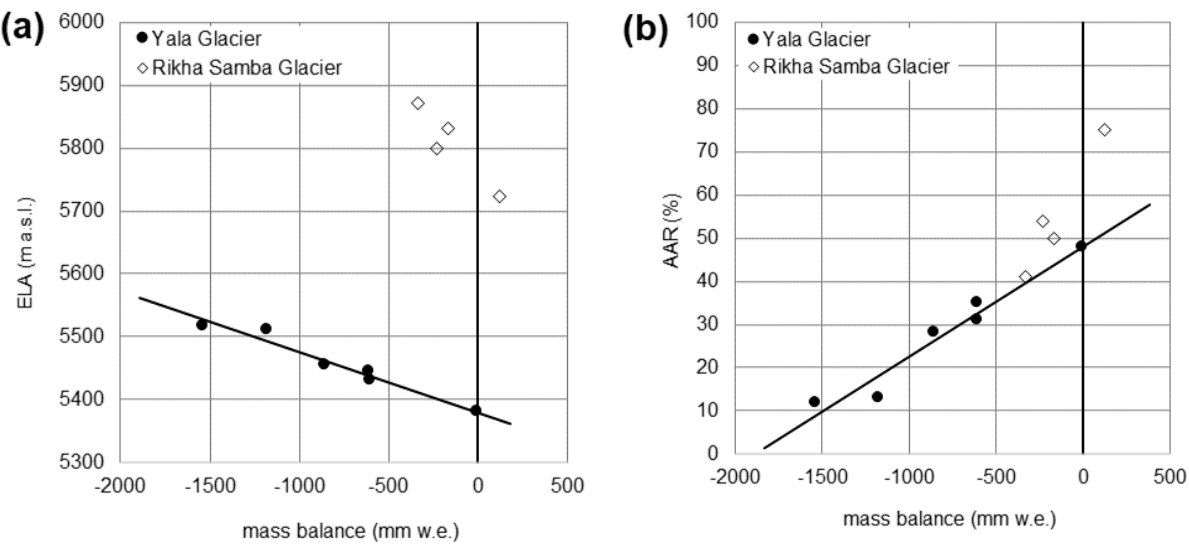 (a)
6000
5900
5800
5700
5600
5500
5400
5300
ELA (m a.s.l.)
Yala Glacier
Rikha Samba Glacier
-2000 -1500 -1000 -500 0 500
mass balance (mm w.e.)
(b)
100
90
80
70
60
50
40
30
20
10
0
AAR (%)
Yala Glacier
Rikha Samba Glacier
-2000 -1500 -1000 -500 0 500
mass balance (mm w.e.)